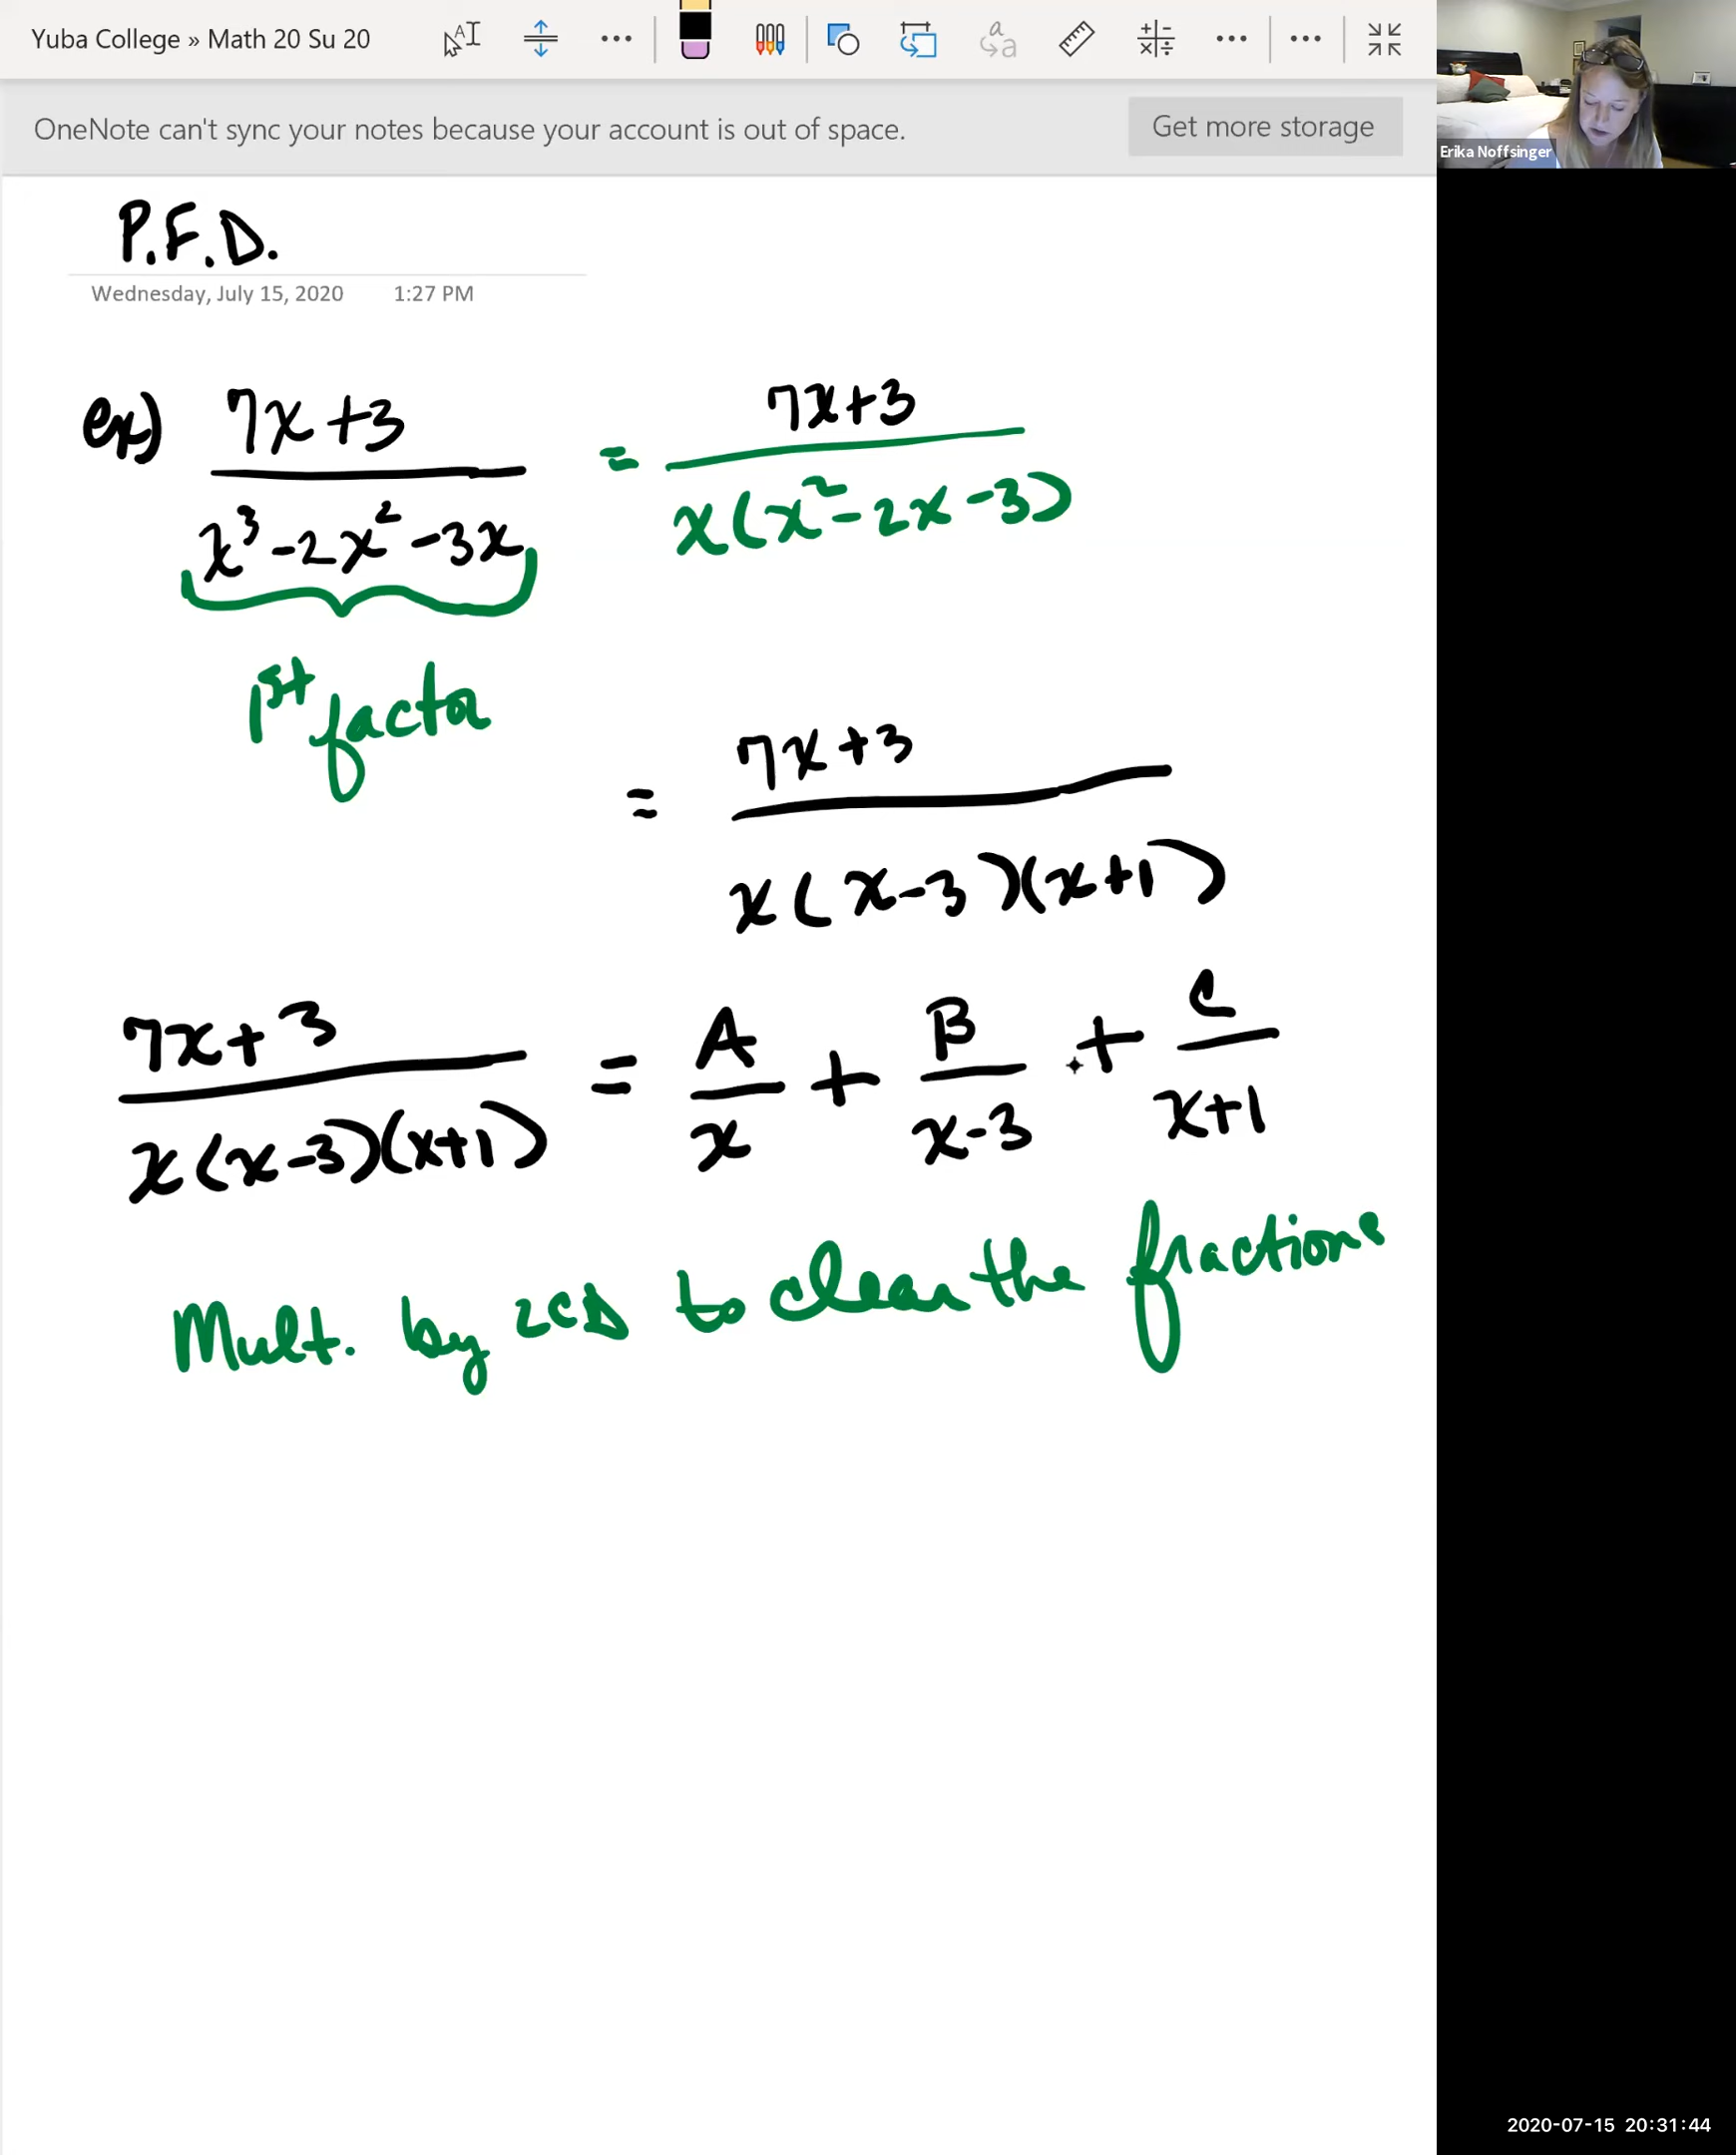 Yuba College » Math 20 Su 20
OneNote can't sync your notes because your account is out of space.
Get more storage
Erika Noffsinger
P.F.D.
Wednesday, July 15, 2020 1:27 PM
ex) (7x+3)/(x³-2x²-3x) = (7x+3)/(x(x²-2x-3))
1st factor
= (7x+3)/(x(x-3)(x+1))
(7x+3)/(x(x-3)(x+1)) = A/x + B/(x-3) + C/(x+1)
Mult. by LCD to clear the fractions
2020-07-15 20:31:44